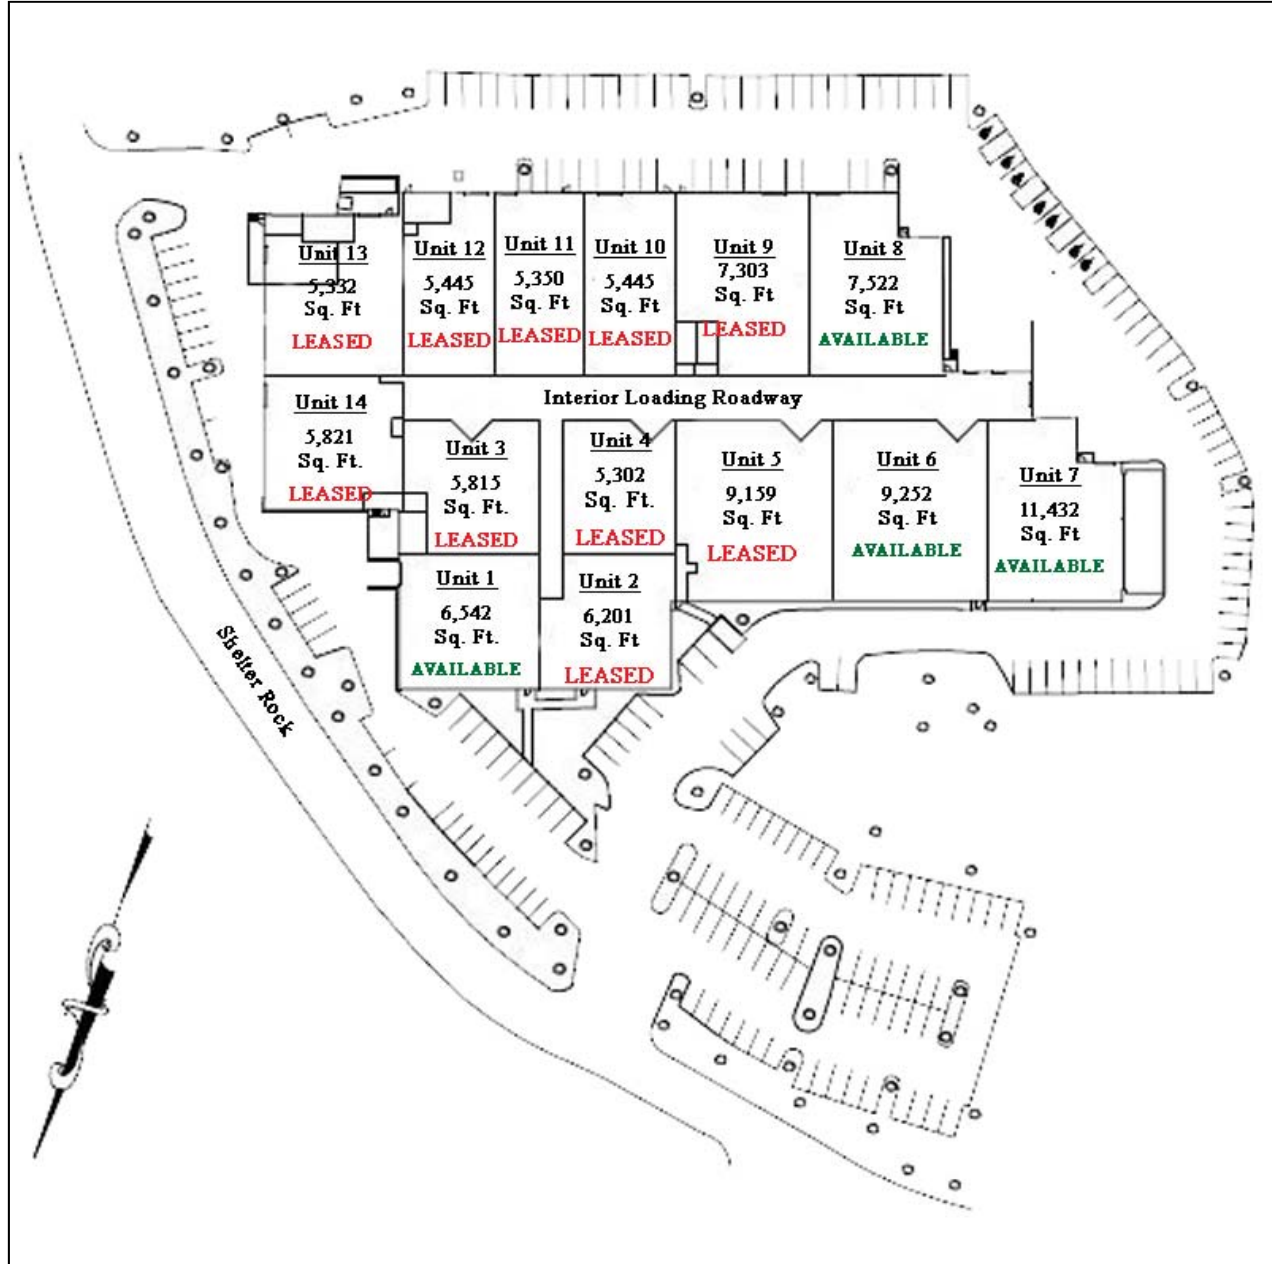 Unit 13
5,332
Sq. Ft
LEASED
Unit 12
5,445
Sq. Ft
LEASED
Unit 11
5,350
Sq. Ft
LEASED
Unit 10
5,445
Sq. Ft
LEASED
Unit 9
7,303
Sq. Ft
LEASED
Unit 8
7,522
Sq. Ft
AVAILABLE
Interior Loading Roadway
Unit 14
5,821
Sq. Ft.
LEASED
Unit 3
5,815
Sq. Ft.
LEASED
Unit 4
5,302
Sq. Ft.
LEASED
Unit 5
9,159
Sq. Ft
LEASED
Unit 6
9,252
Sq. Ft
AVAILABLE
Unit 7
11,432
Sq. Ft
AVAILABLE
Unit 1
6,542
Sq. Ft.
AVAILABLE
Unit 2
6,201
Sq. Ft
LEASED
Shelter Rock